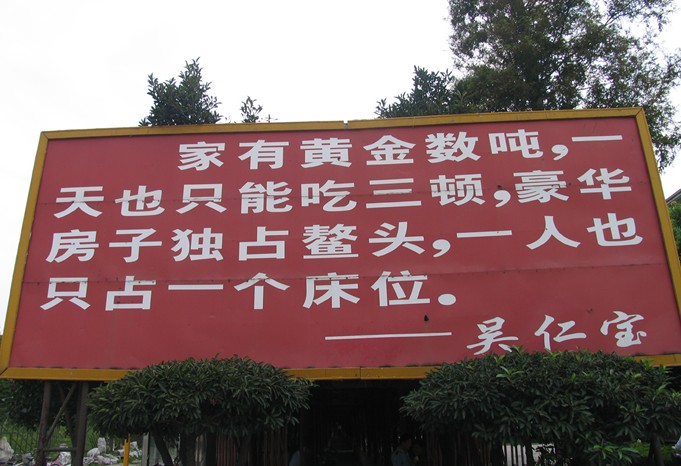 家有黄金数吨,一
天也只能吃三顿,豪华
房子独占鳌头,一人也
只占一个床位。
——吴仁宝